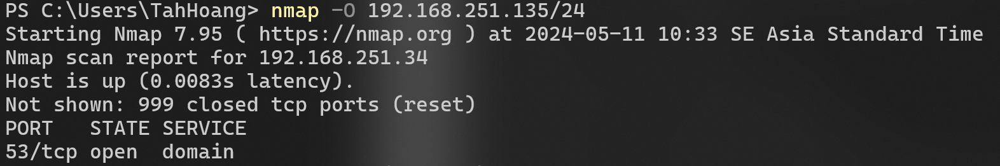 PS C:\Users\TahHoang> nmap -O 192.168.251.135/24
Starting Nmap 7.95 ( https://nmap.org ) at 2024-05-11 10:33 SE Asia Standard Time
Nmap scan report for 192.168.251.34
Host is up (0.0083s latency).
Not shown: 999 closed tcp ports (reset)
PORT   STATE SERVICE
53/tcp open  domain